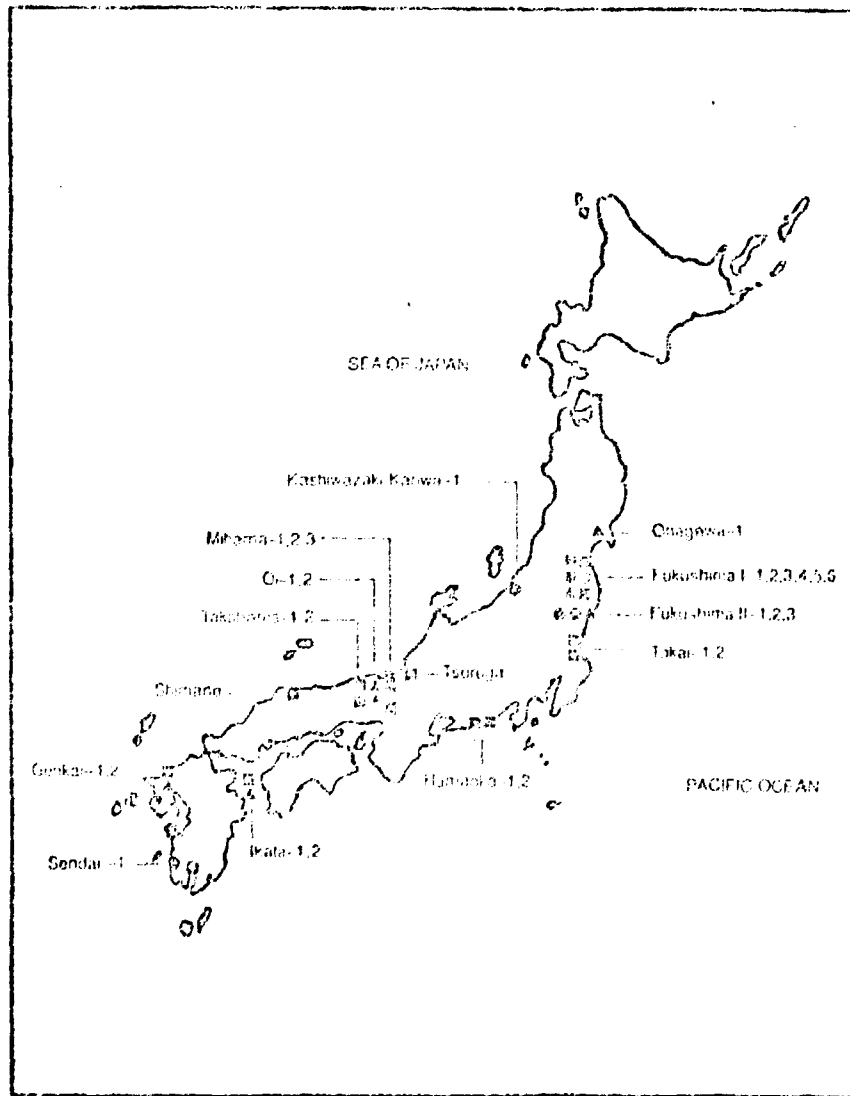 SEA OF JAPAN
Kashiwazaki Kariwa-1
Mihama-1,2,3
Onagawa-1
Oi-1,2
Fukushima I-1,2,3,4,5,6
Takahama-1,2
Fukushima II-1,2,3
Tokai-1,2
Tsuruga
Shimane
Genkai-1,2
Hamaoka-1,2
PACIFIC OCEAN
Ikata-1,2
Sendai-1